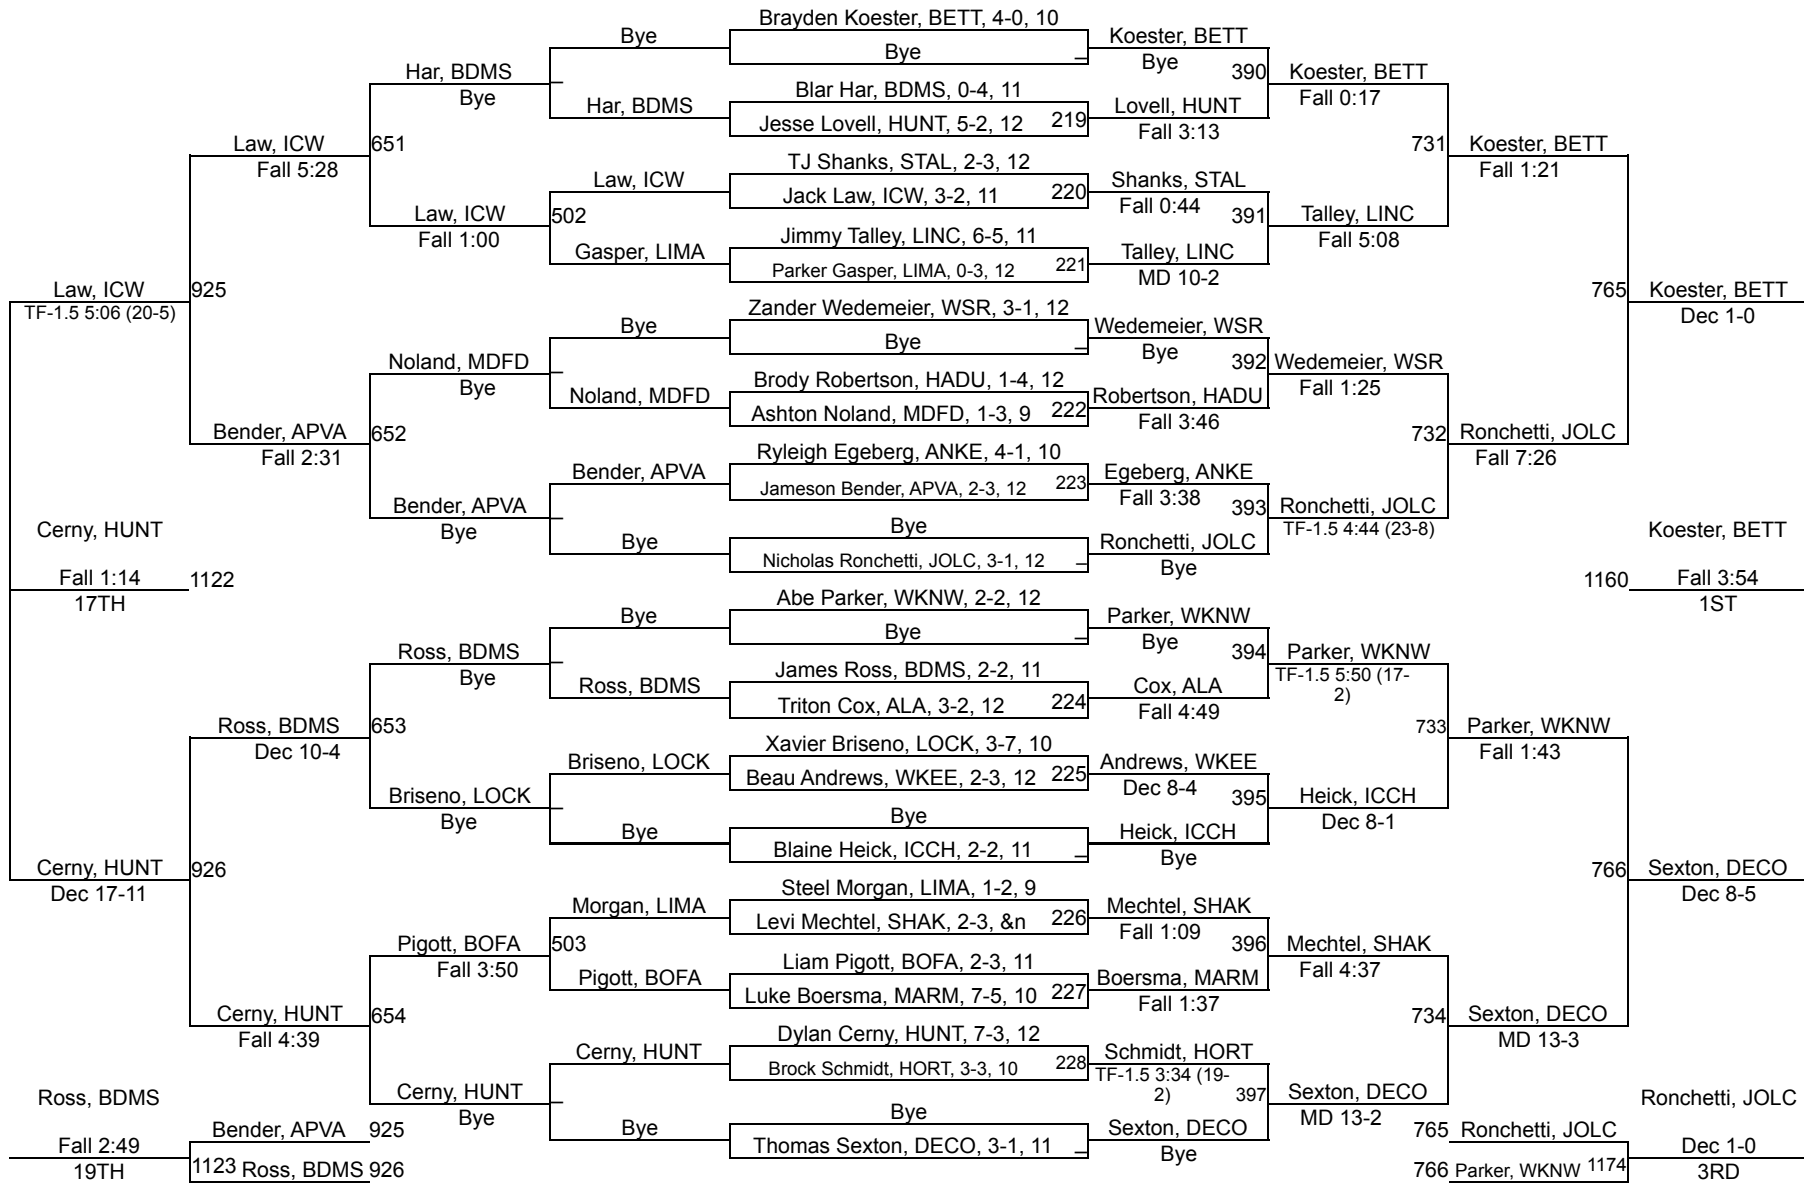 Brayden Koester, BETT, 4-0, 10
Bye
Koester, BETT
Bye
Bye
390
Koester, BETT
Har, BDMS
Bye
Fall 0:17
Blar Har, BDMS, 0-4, 11
Har, BDMS
Lovell, HUNT
Jesse Lovell, HUNT, 5-2, 12
219
Fall 3:13
Law, ICW
651
731
Koester, BETT
Fall 5:28
TJ Shanks, STAL, 2-3, 12
Fall 1:21
Law, ICW
Shanks, STAL
Jack Law, ICW, 3-2, 11
220
Fall 0:44
Law, ICW
502
391
Talley, LINC
Fall 1:00
Jimmy Talley, LINC, 6-5, 11
Fall 5:08
Gasper, LIMA
Talley, LINC
Parker Gasper, LIMA, 0-3, 12
221
MD 10-2
Law, ICW
925
765
Koester, BETT
TF-1.5 5:06 (20-5)
Zander Wedemeier, WSR, 3-1, 12
Dec 1-0
Bye
Wedemeier, WSR
Bye
Bye
Noland, MDFD
392
Wedemeier, WSR
Bye
Brody Robertson, HADU, 1-4, 12
Fall 1:25
Noland, MDFD
Robertson, HADU
Ashton Noland, MDFD, 1-3, 9
222
Fall 3:46
Bender, APVA
652
732
Ronchetti, JOLC
Fall 2:31
Ryleigh Egeberg, ANKE, 4-1, 10
Fall 7:26
Bender, APVA
Egeberg, ANKE
Jameson Bender, APVA, 2-3, 12
223
Fall 3:38
Bender, APVA
393
Ronchetti, JOLC
Bye
Bye
TF-1.5 4:44 (23-8)
Cerny, HUNT
Koester, BETT
Bye
Ronchetti, JOLC
Nicholas Ronchetti, JOLC, 3-1, 12
Bye
Fall 1:14
1122
1160
Fall 3:54
17TH
1ST
Abe Parker, WKNW, 2-2, 12
Bye
Parker, WKNW
Bye
Bye
Ross, BDMS
394
Parker, WKNW
Bye
James Ross, BDMS, 2-2, 11
TF-1.5 5:50 (17-
2)
Ross, BDMS
Cox, ALA
Triton Cox, ALA, 3-2, 12
224
Fall 4:49
Ross, BDMS
653
733
Parker, WKNW
Dec 10-4
Xavier Briseno, LOCK, 3-7, 10
Fall 1:43
Briseno, LOCK
Andrews, WKEE
Beau Andrews, WKEE, 2-3, 12
225
Dec 8-4
Briseno, LOCK
395
Heick, ICCH
Bye
Bye
Dec 8-1
Bye
Heick, ICCH
Blaine Heick, ICCH, 2-2, 11
Bye
Cerny, HUNT
926
766
Sexton, DECO
Dec 17-11
Steel Morgan, LIMA, 1-2, 9
Dec 8-5
Morgan, LIMA
Mechtel, SHAK
Levi Mechtel, SHAK, 2-3, &n
226
Fall 1:09
Pigott, BOFA
503
396
Mechtel, SHAK
Fall 3:50
Liam Pigott, BOFA, 2-3, 11
Fall 4:37
Pigott, BOFA
Boersma, MARM
Luke Boersma, MARM, 7-5, 10
227
Fall 1:37
Cerny, HUNT
654
734
Sexton, DECO
Fall 4:39
Dylan Cerny, HUNT, 7-3, 12
MD 13-3
Cerny, HUNT
Schmidt, HORT
Brock Schmidt, HORT, 3-3, 10
228
TF-1.5 3:34 (19-
2)
Cerny, HUNT
397
Sexton, DECO
Bye
Bye
MD 13-2
Bye
Sexton, DECO
Thomas Sexton, DECO, 3-1, 11
Bye
Ross, BDMS
Ronchetti, JOLC
Bender, APVA
925
765
Ronchetti, JOLC
Fall 2:49
Dec 1-0
19TH
1123
Ross, BDMS
926
766
Parker, WKNW
1174
3RD